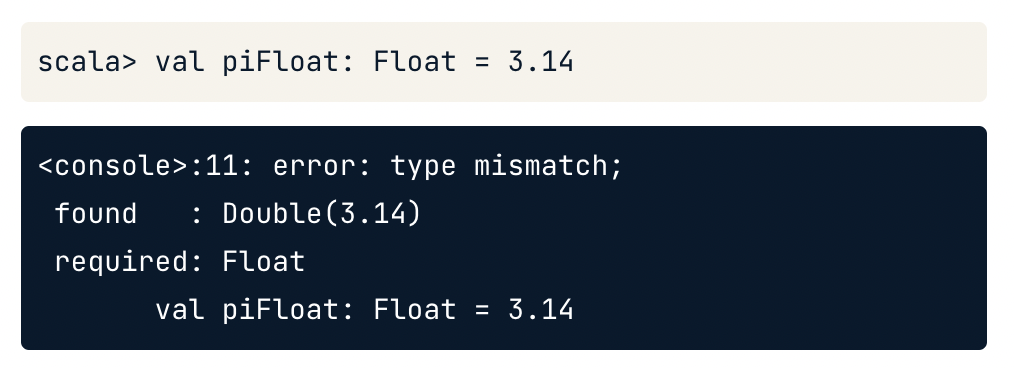 scala> val piFloat: Float = 3.14
<console>:11: error: type mismatch;
 found   : Double(3.14)
 required: Float
       val piFloat: Float = 3.14